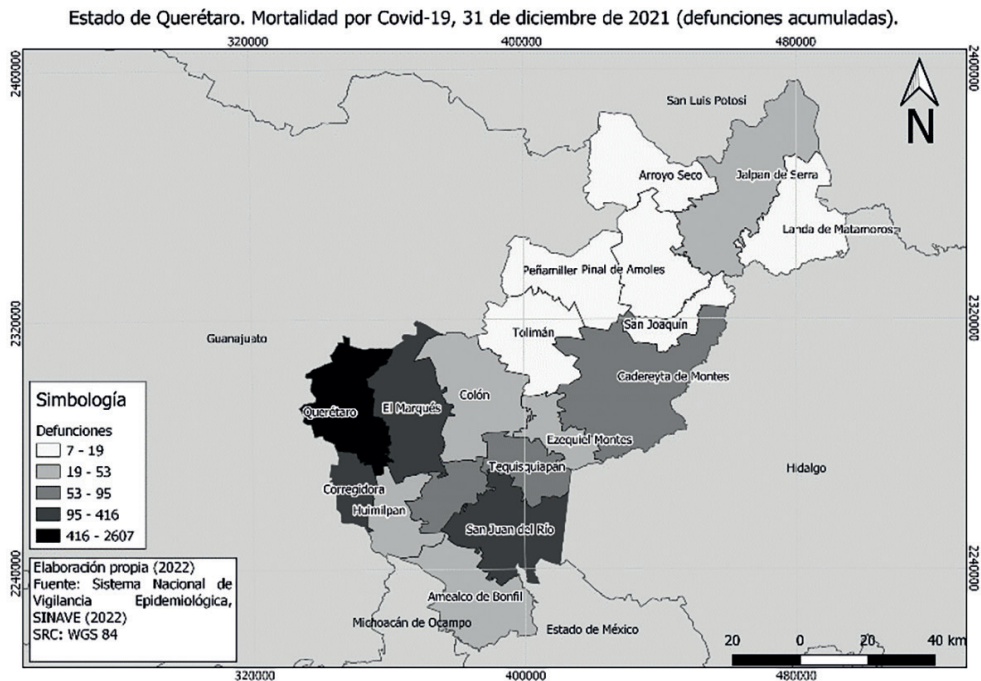 Estado de Querétaro. Mortalidad por Covid-19, 31 de diciembre de 2021 (defunciones acumuladas).
320000 400000 480000
2400000 2400000
San Luis Potosí
N
Arroyo Seco
Jalpan de Serra
Landa de Matamoros
Peñamiller
Pinal de Amoles
2320000 2320000
Tolimán
San Joaquín
Guanajuato
Cadereyta de Montes
Colón
El Marqués
Querétaro
Ezequiel Montes
Tequisquiapan
Hidalgo
Corregidora
Huimilpan
San Juan del Río
Simbología
Defunciones
7 - 19
19 - 53
53 - 95
95 - 416
416 - 2607
2240000 2240000
Elaboración propia (2022)
Fuente: Sistema Nacional de
Vigilancia Epidemiológica,
SINAVE (2022)
SRC: WGS 84
Amealco de Bonfil
Michoacán de Ocampo
Estado de México
20 0 20 40 km
320000 400000 480000